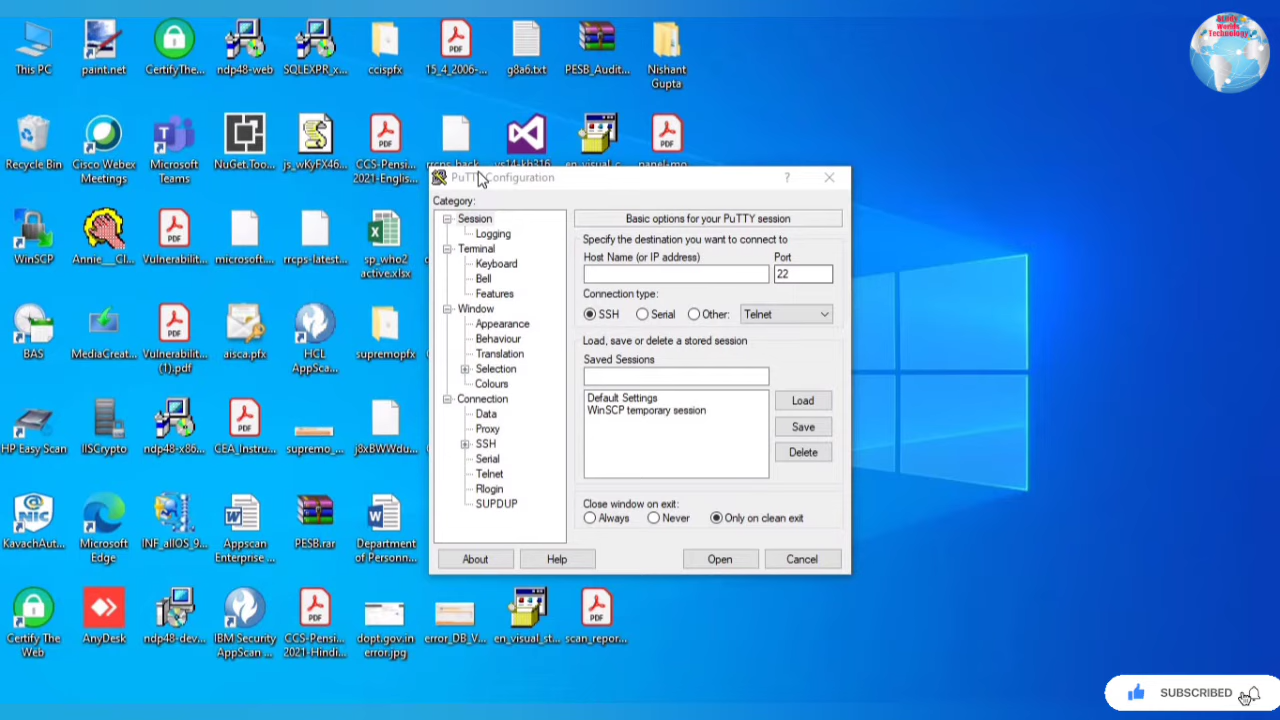 Study
Worlds
Technology
This PC
paint.net
CertifyThe...
ndp48-web
SQLEXPR_x...
ccispfx
15_4_2006-...
g8a6.txt
PESB_Audit...
Nishant
Gupta
Recycle Bin
Cisco Webex
Meetings
Microsoft
Teams
NuGet.Too...
js_wKyFX46...
CCS-Pensi...
2021-Englis...
WinSCP
Annie__Cl...
Vulnerabilit...
microsoft....
rrcps-latest...
sp_who2
active.xlsx
BAS
MediaCreat...
Vulnerabilit...
(1).pdf
aisca.pfx
HCL
AppSca...
supremopfx
HP Easy Scan
IISCrypto
ndp48-x86...
CEA_Instru...
supremo_...
j8xBWWdu...
KavachAut...
Microsoft
Edge
INF_allOS_9...
Appscan
Enterprise ...
PESB.rar
Department
of Personn...
Certify The
Web
AnyDesk
ndp48-dev...
IBM Security
AppScan ...
CCS-Pensi...
2021-Hindi...
dopt.gov.in
error.jpg
error_DB_V...
en_visual_st...
scan_repor...
Configuration
Category:
Session
Logging
Terminal
Keyboard
Bell
Features
Window
Appearance
Behaviour
Translation
Selection
Colours
Connection
Data
Proxy
SSH
Serial
Telnet
Rlogin
SUPDUP
Basic options for your PuTTY session
Specify the destination you want to connect to
Host Name (or IP address) Port
22
Connection type:
SSH Serial Other: Telnet
Load, save or delete a stored session
Saved Sessions
Default Settings
WinSCP temporary session
Load
Save
Delete
Close window on exit:
Always Never Only on clean exit
About Help Open Cancel
SUBSCRIBED